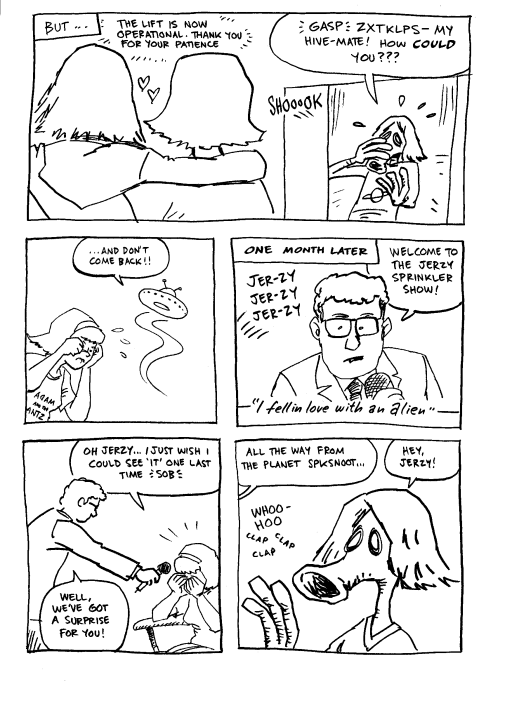 BUT ...
THE LIFT IS NOW
OPERATIONAL. THANK YOU
FOR YOUR PATIENCE
GASP ZXTKLPS- MY
HIVE-MATE! HOW COULD
YOU???
SHOOOOK
...AND DON'T
COME BACK!!
ADAM
AND THE
ANTZ
ONE MONTH LATER
JER-ZY
JER-ZY
JER-ZY
WELCOME TO
THE JERZY
SPRINKLER
SHOW!
"I fell in love with an alien"
OH JERZY... I JUST WISH I
COULD SEE 'IT' ONE LAST
TIME SOB
WELL,
WE'VE GOT
A SURPRISE
FOR YOU!
ALL THE WAY FROM
THE PLANET SPKSNOOT...
HEY,
JERZY!
WHOO-
HOO
CLAP CLAP
CLAP